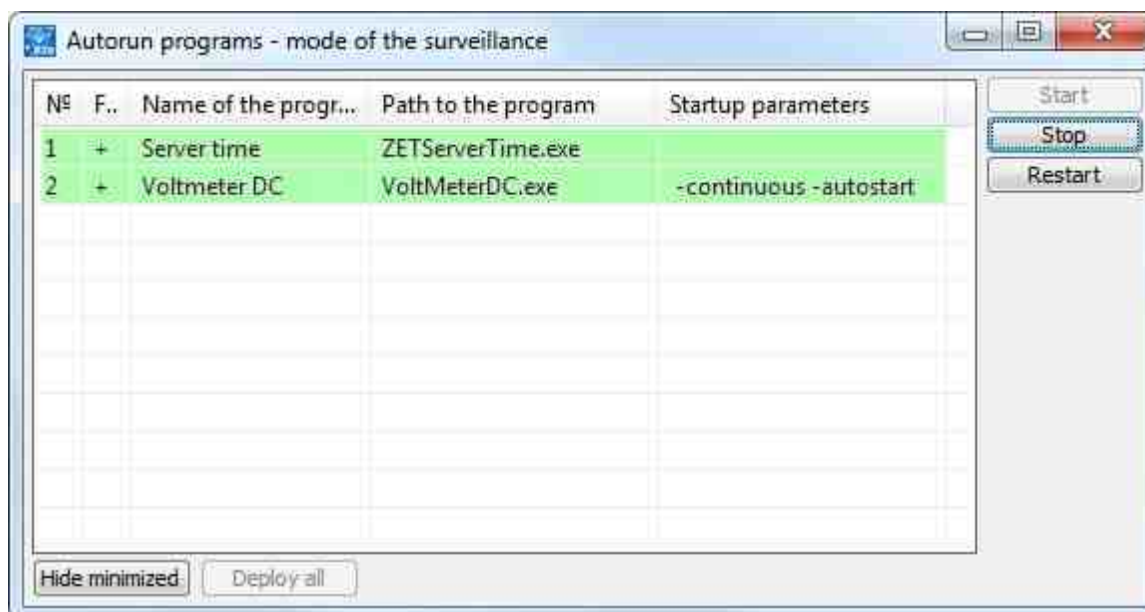 Autorun programs - mode of the surveillance
№ F.. Name of the progr... Path to the program Startup parameters
1 + Server time ZETServerTime.exe
2 + Voltmeter DC VoltMeterDC.exe -continuous -autostart
Start
Stop
Restart
Hide minimized Deploy all